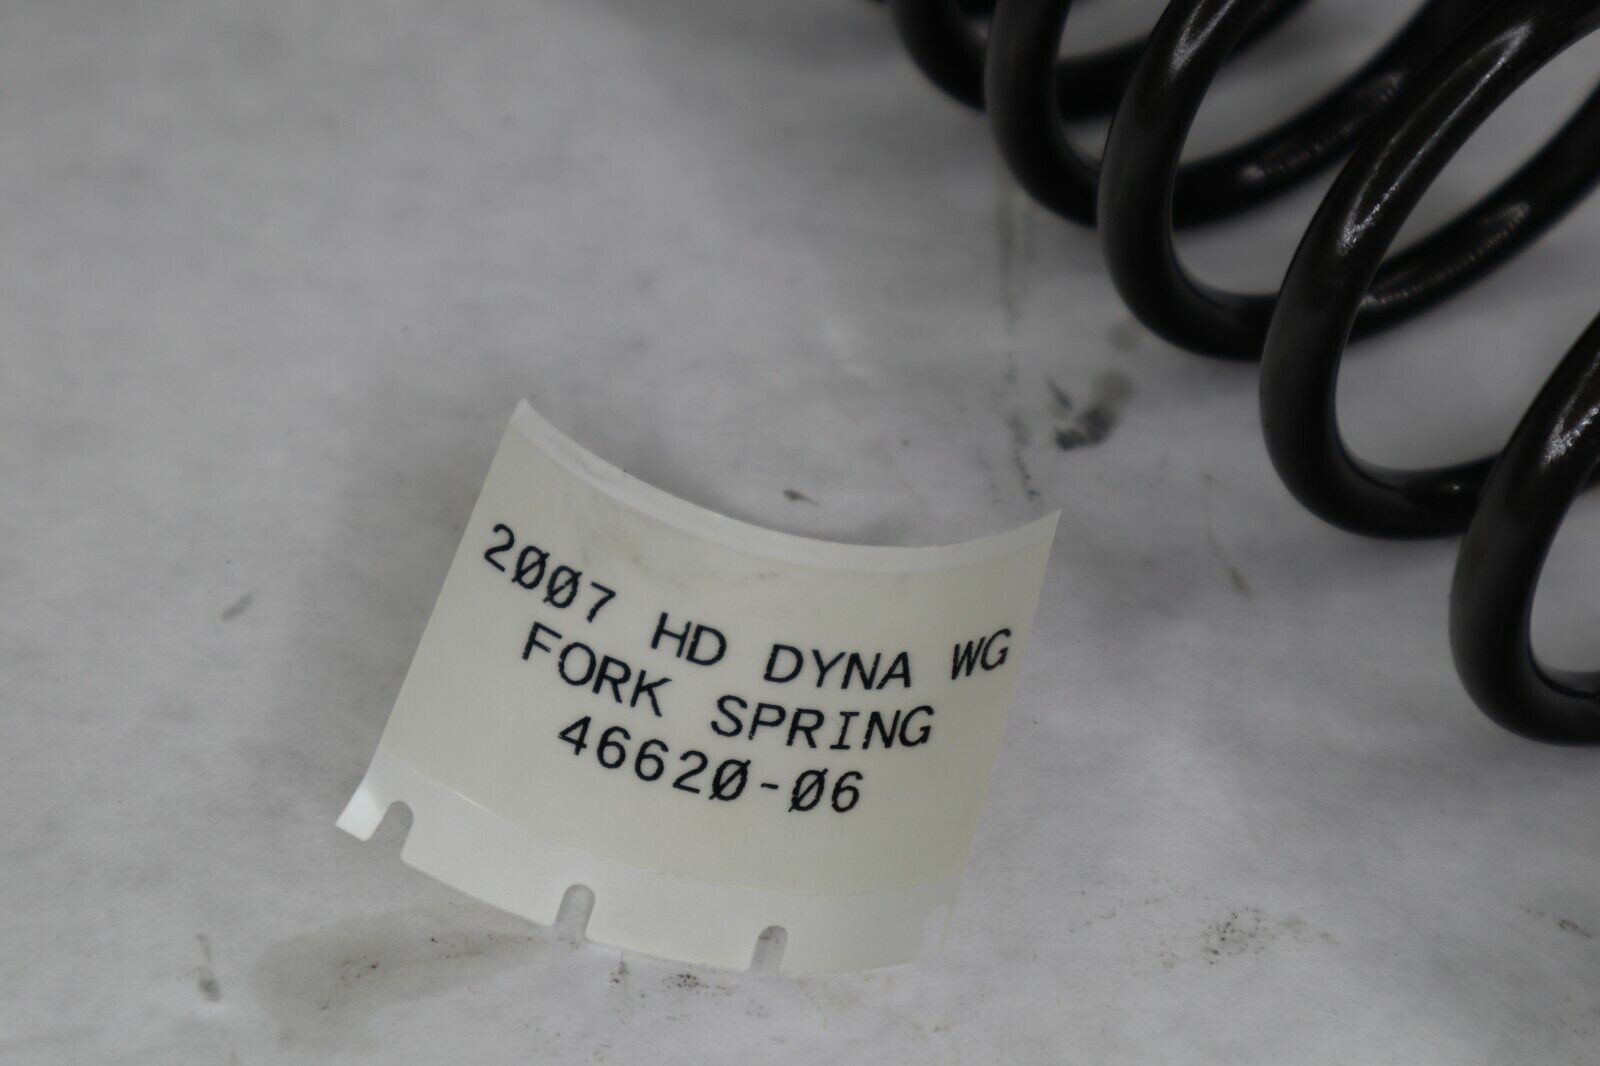 2007 HD DYNA WG
FORK SPRING
46620-06